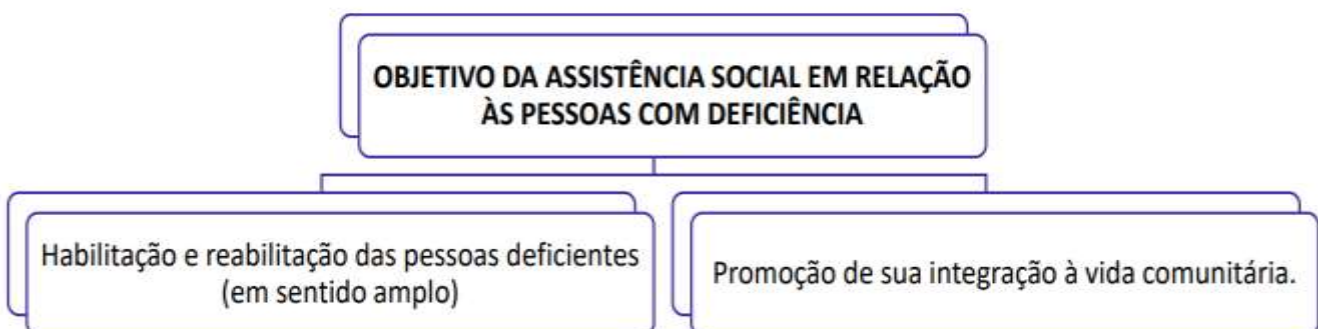 OBJETIVO DA ASSISTÊNCIA SOCIAL EM RELAÇÃO
ÀS PESSOAS COM DEFICIÊNCIA
Habilitação e reabilitação das pessoas deficientes
(em sentido amplo)
Promoção de sua integração à vida comunitária.